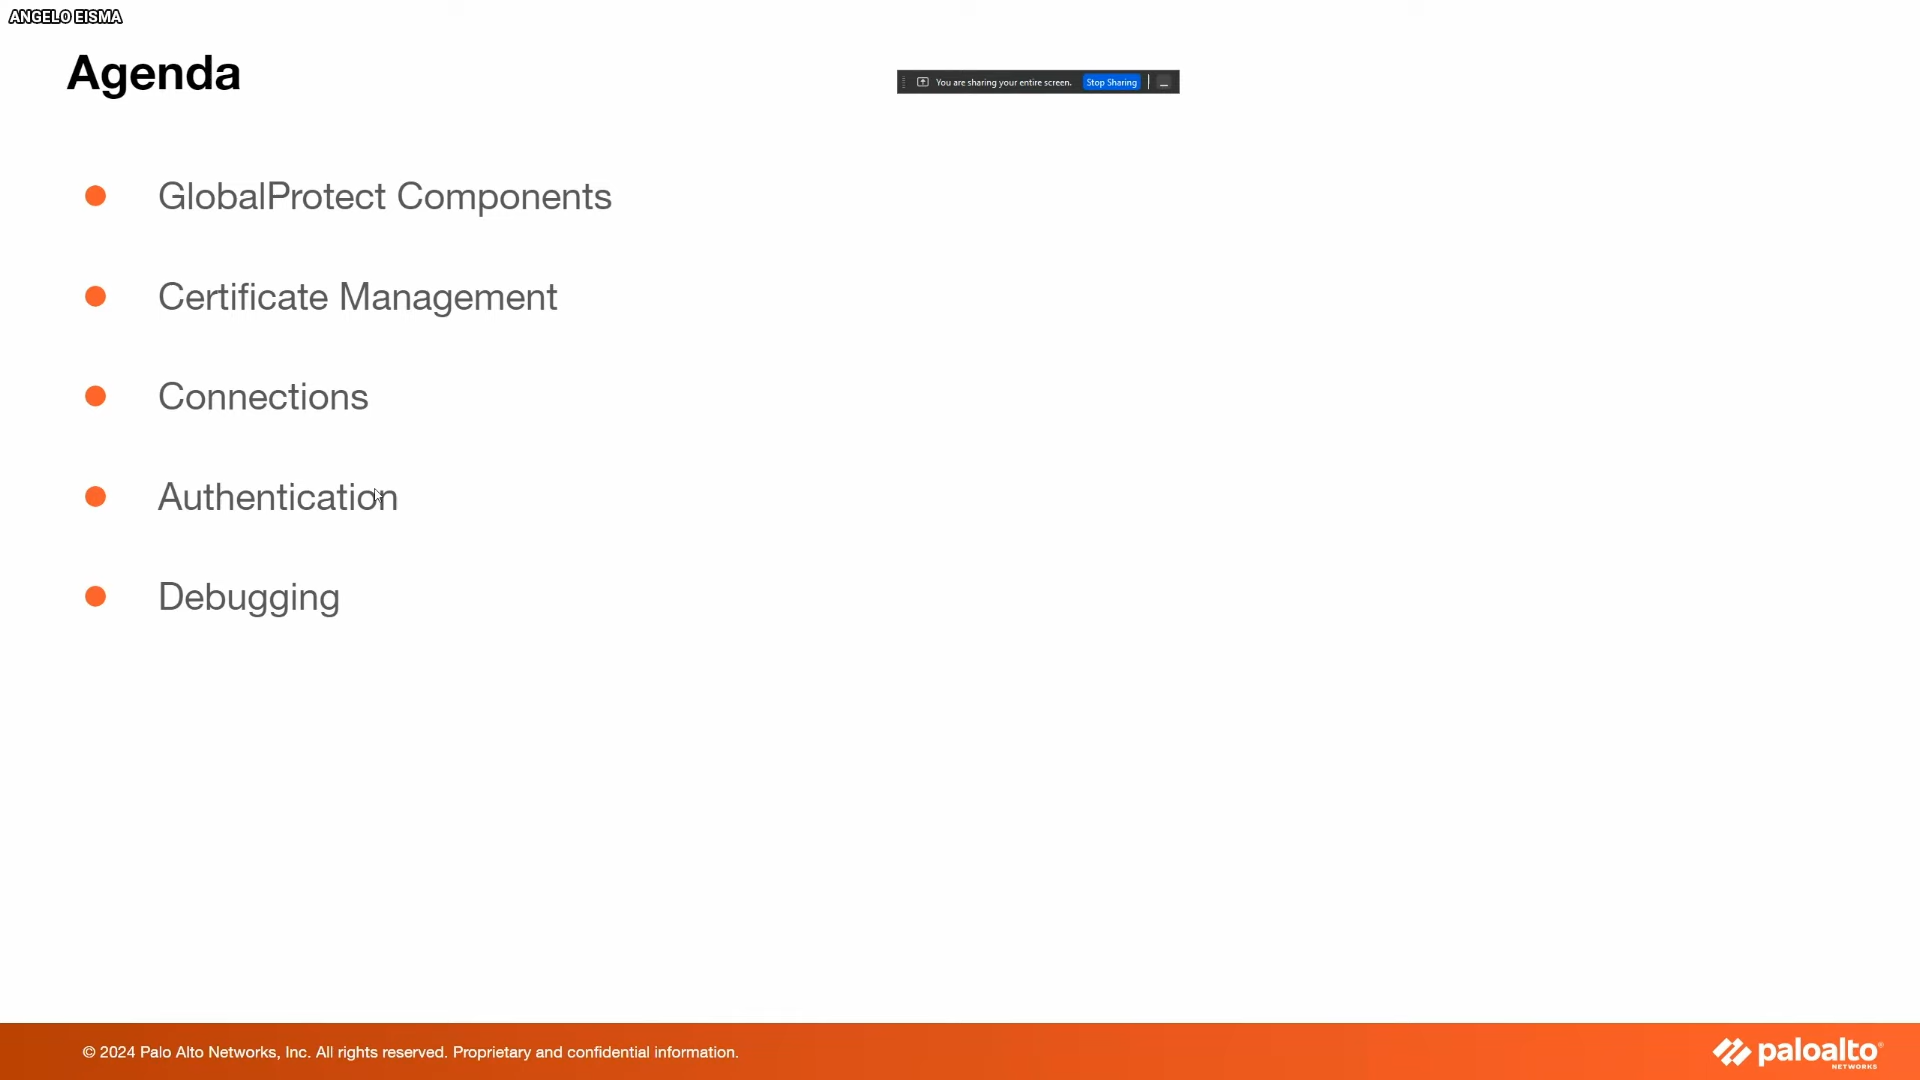 ANGELO EISMA
Agenda
You are sharing your entire screen. Stop Sharing
GlobalProtect Components
Certificate Management
Connections
Authentication
Debugging
© 2024 Palo Alto Networks, Inc. All rights reserved. Proprietary and confidential information.
paloalto®
NETWORKS